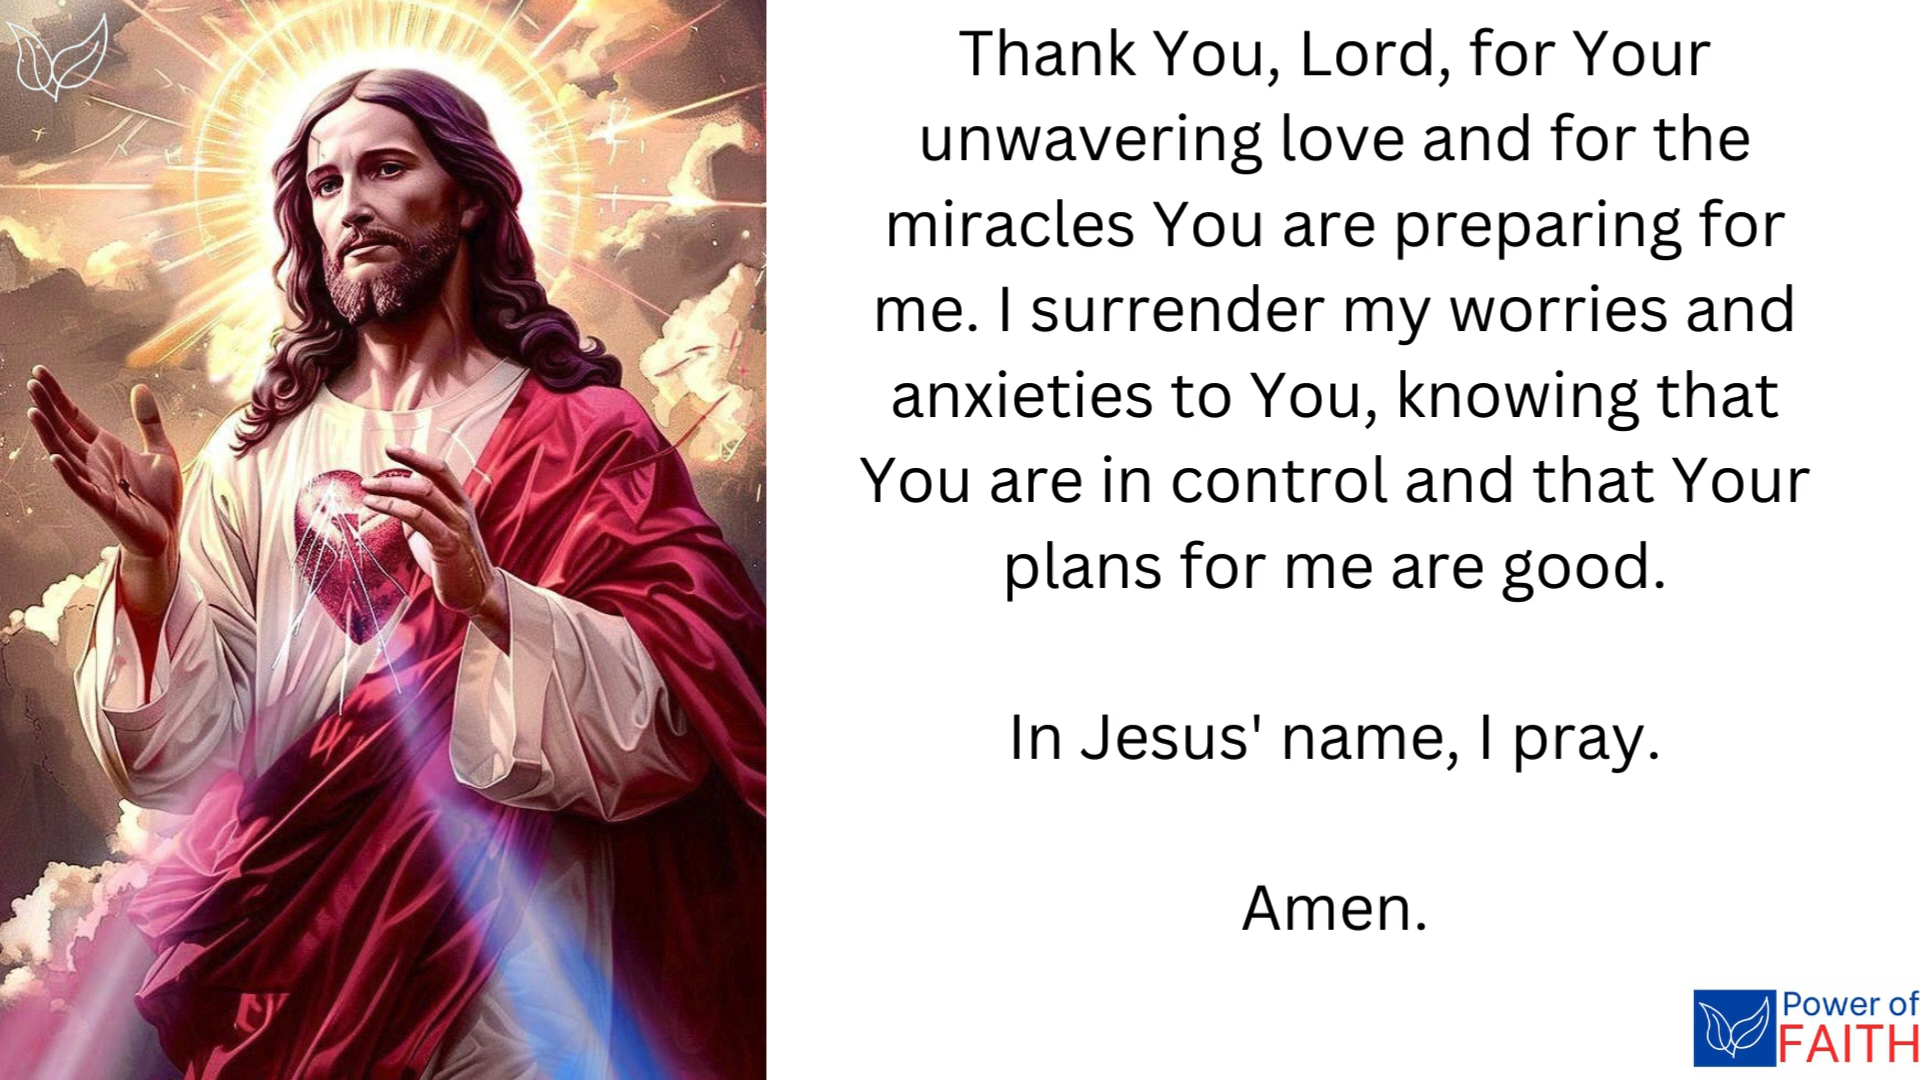 Thank You, Lord, for Your
unwavering love and for the
miracles You are preparing for
me. I surrender my worries and
anxieties to You, knowing that
You are in control and that Your
plans for me are good.
In Jesus' name, I pray.
Amen.
Power of
FAITH